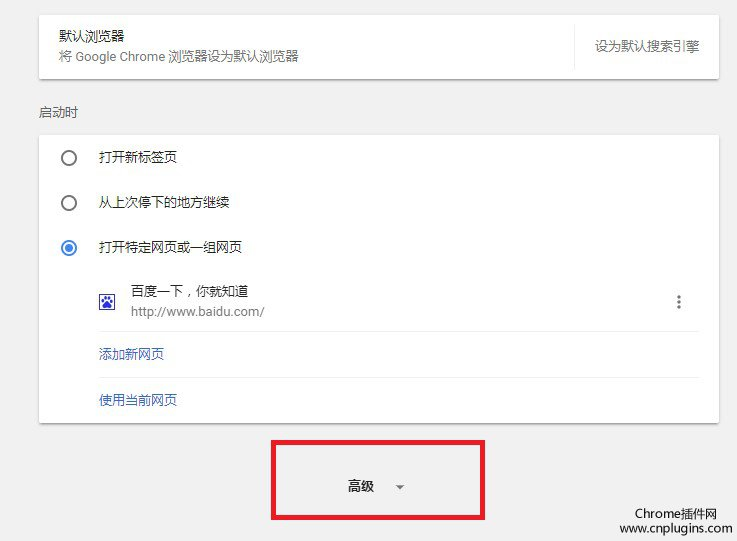 默认浏览器
将 Google Chrome 浏览器设为默认浏览器
设为默认搜索引擎
启动时
打开新标签页
从上次停下的地方继续
打开特定网页或一组网页
百度一下，你就知道
http://www.baidu.com/
添加新网页
使用当前网页
高级
Chrome插件网
www.cnplugins.com